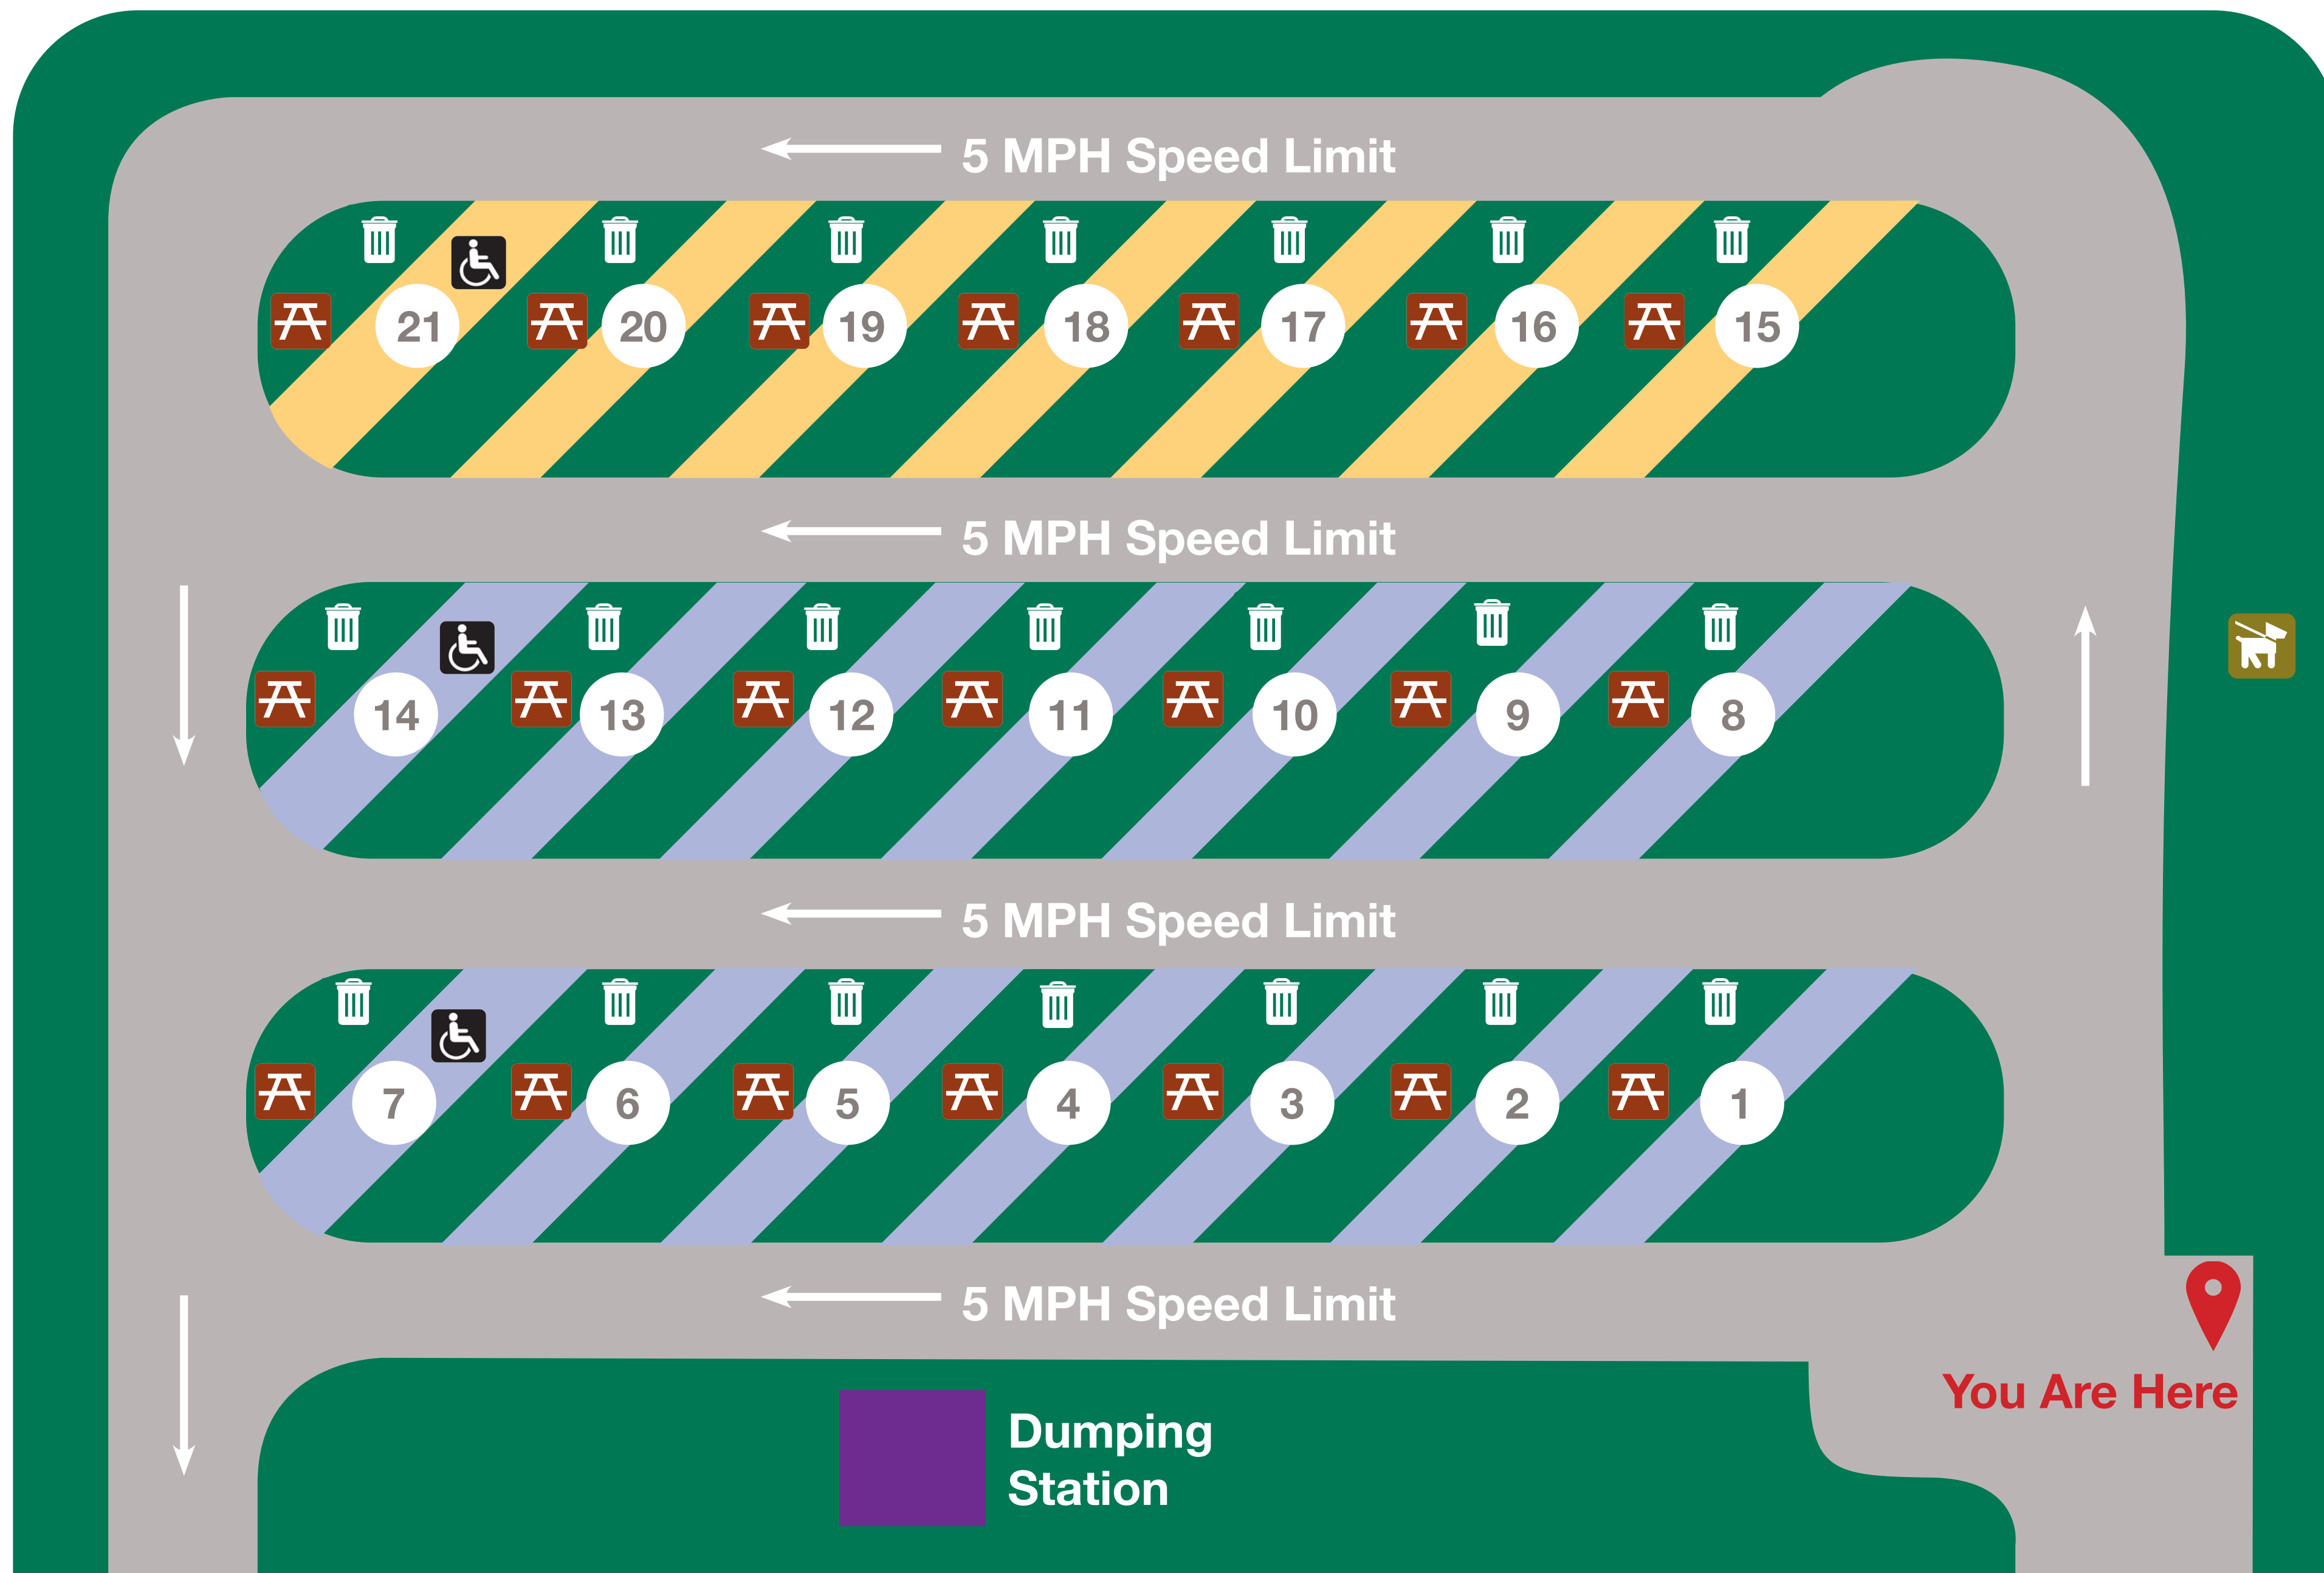 5 MPH Speed Limit
21 20 19 18 17 16 15
5 MPH Speed Limit
14 13 12 11 10 9 8
5 MPH Speed Limit
7 6 5 4 3 2 1
5 MPH Speed Limit
You Are Here
Dumping
Station